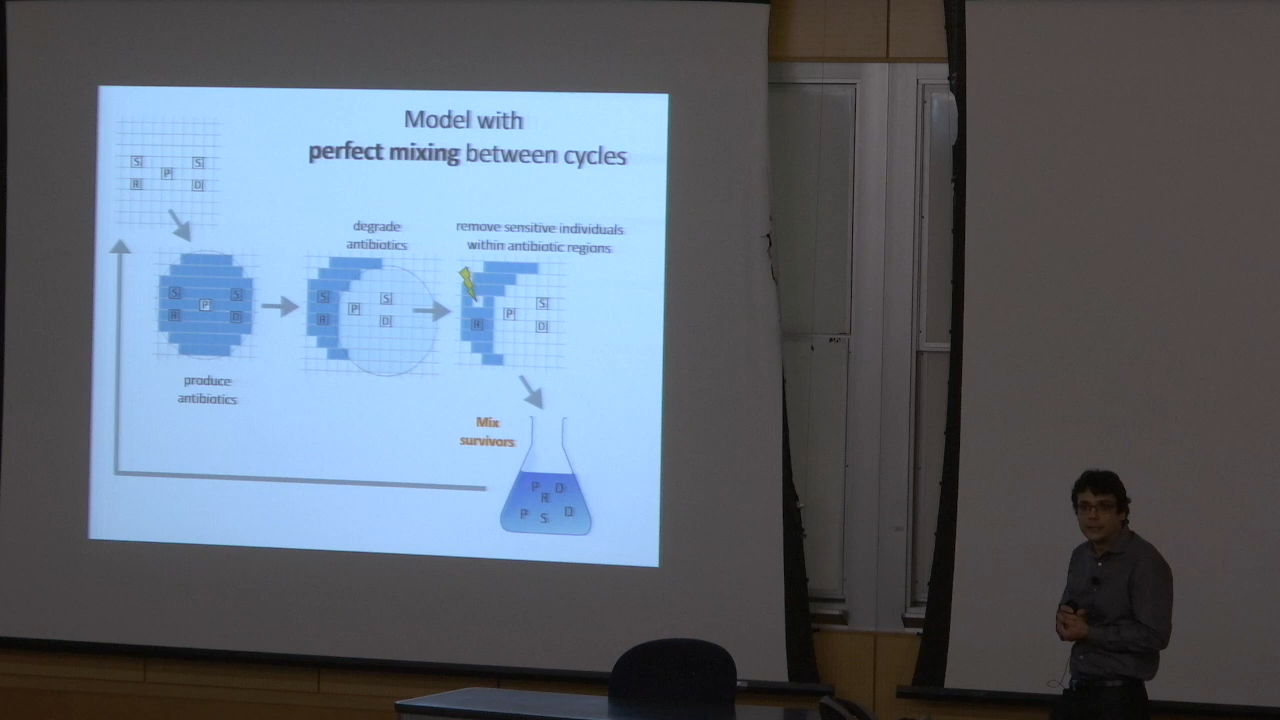 Model with
perfect mixing between cycles
S S
P
R D
degrade
antibiotics
remove sensitive individuals
within antibiotic regions
S S
P
R D
S S
P
R D
S
P
R D
produce
antibiotics
Mix
survivors
P D
R
P S D